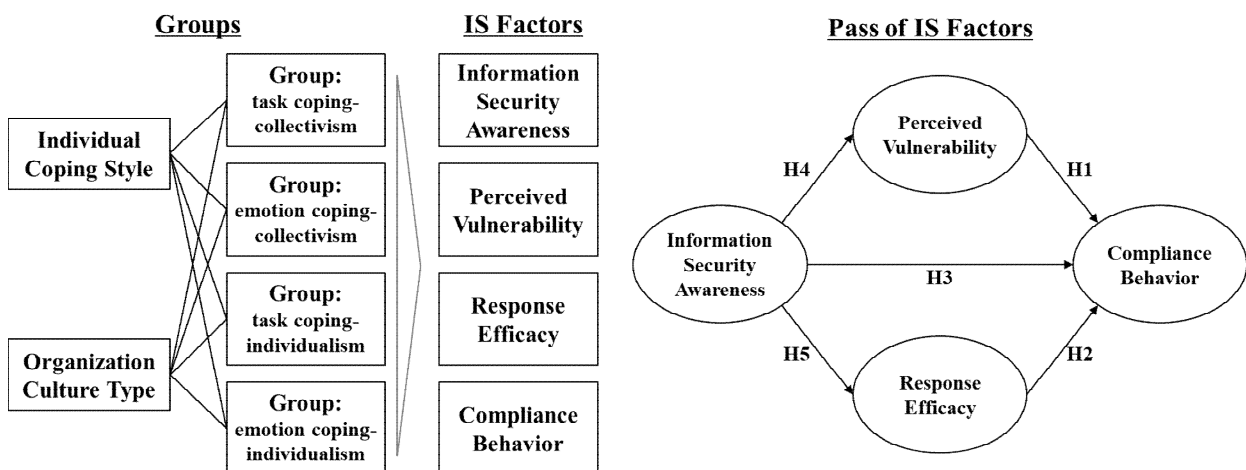 Groups
Individual
Coping Style
Organization
Culture Type
Group:
task coping-
collectivism
Group:
emotion coping-
collectivism
Group:
task coping-
individualism
Group:
emotion coping-
individualism
IS Factors
Information
Security
Awareness
Perceived
Vulnerability
Response
Efficacy
Compliance
Behavior
Pass of IS Factors
Perceived
Vulnerability
H4
H1
Information
Security
Awareness
H3
Compliance
Behavior
H5
H2
Response
Efficacy